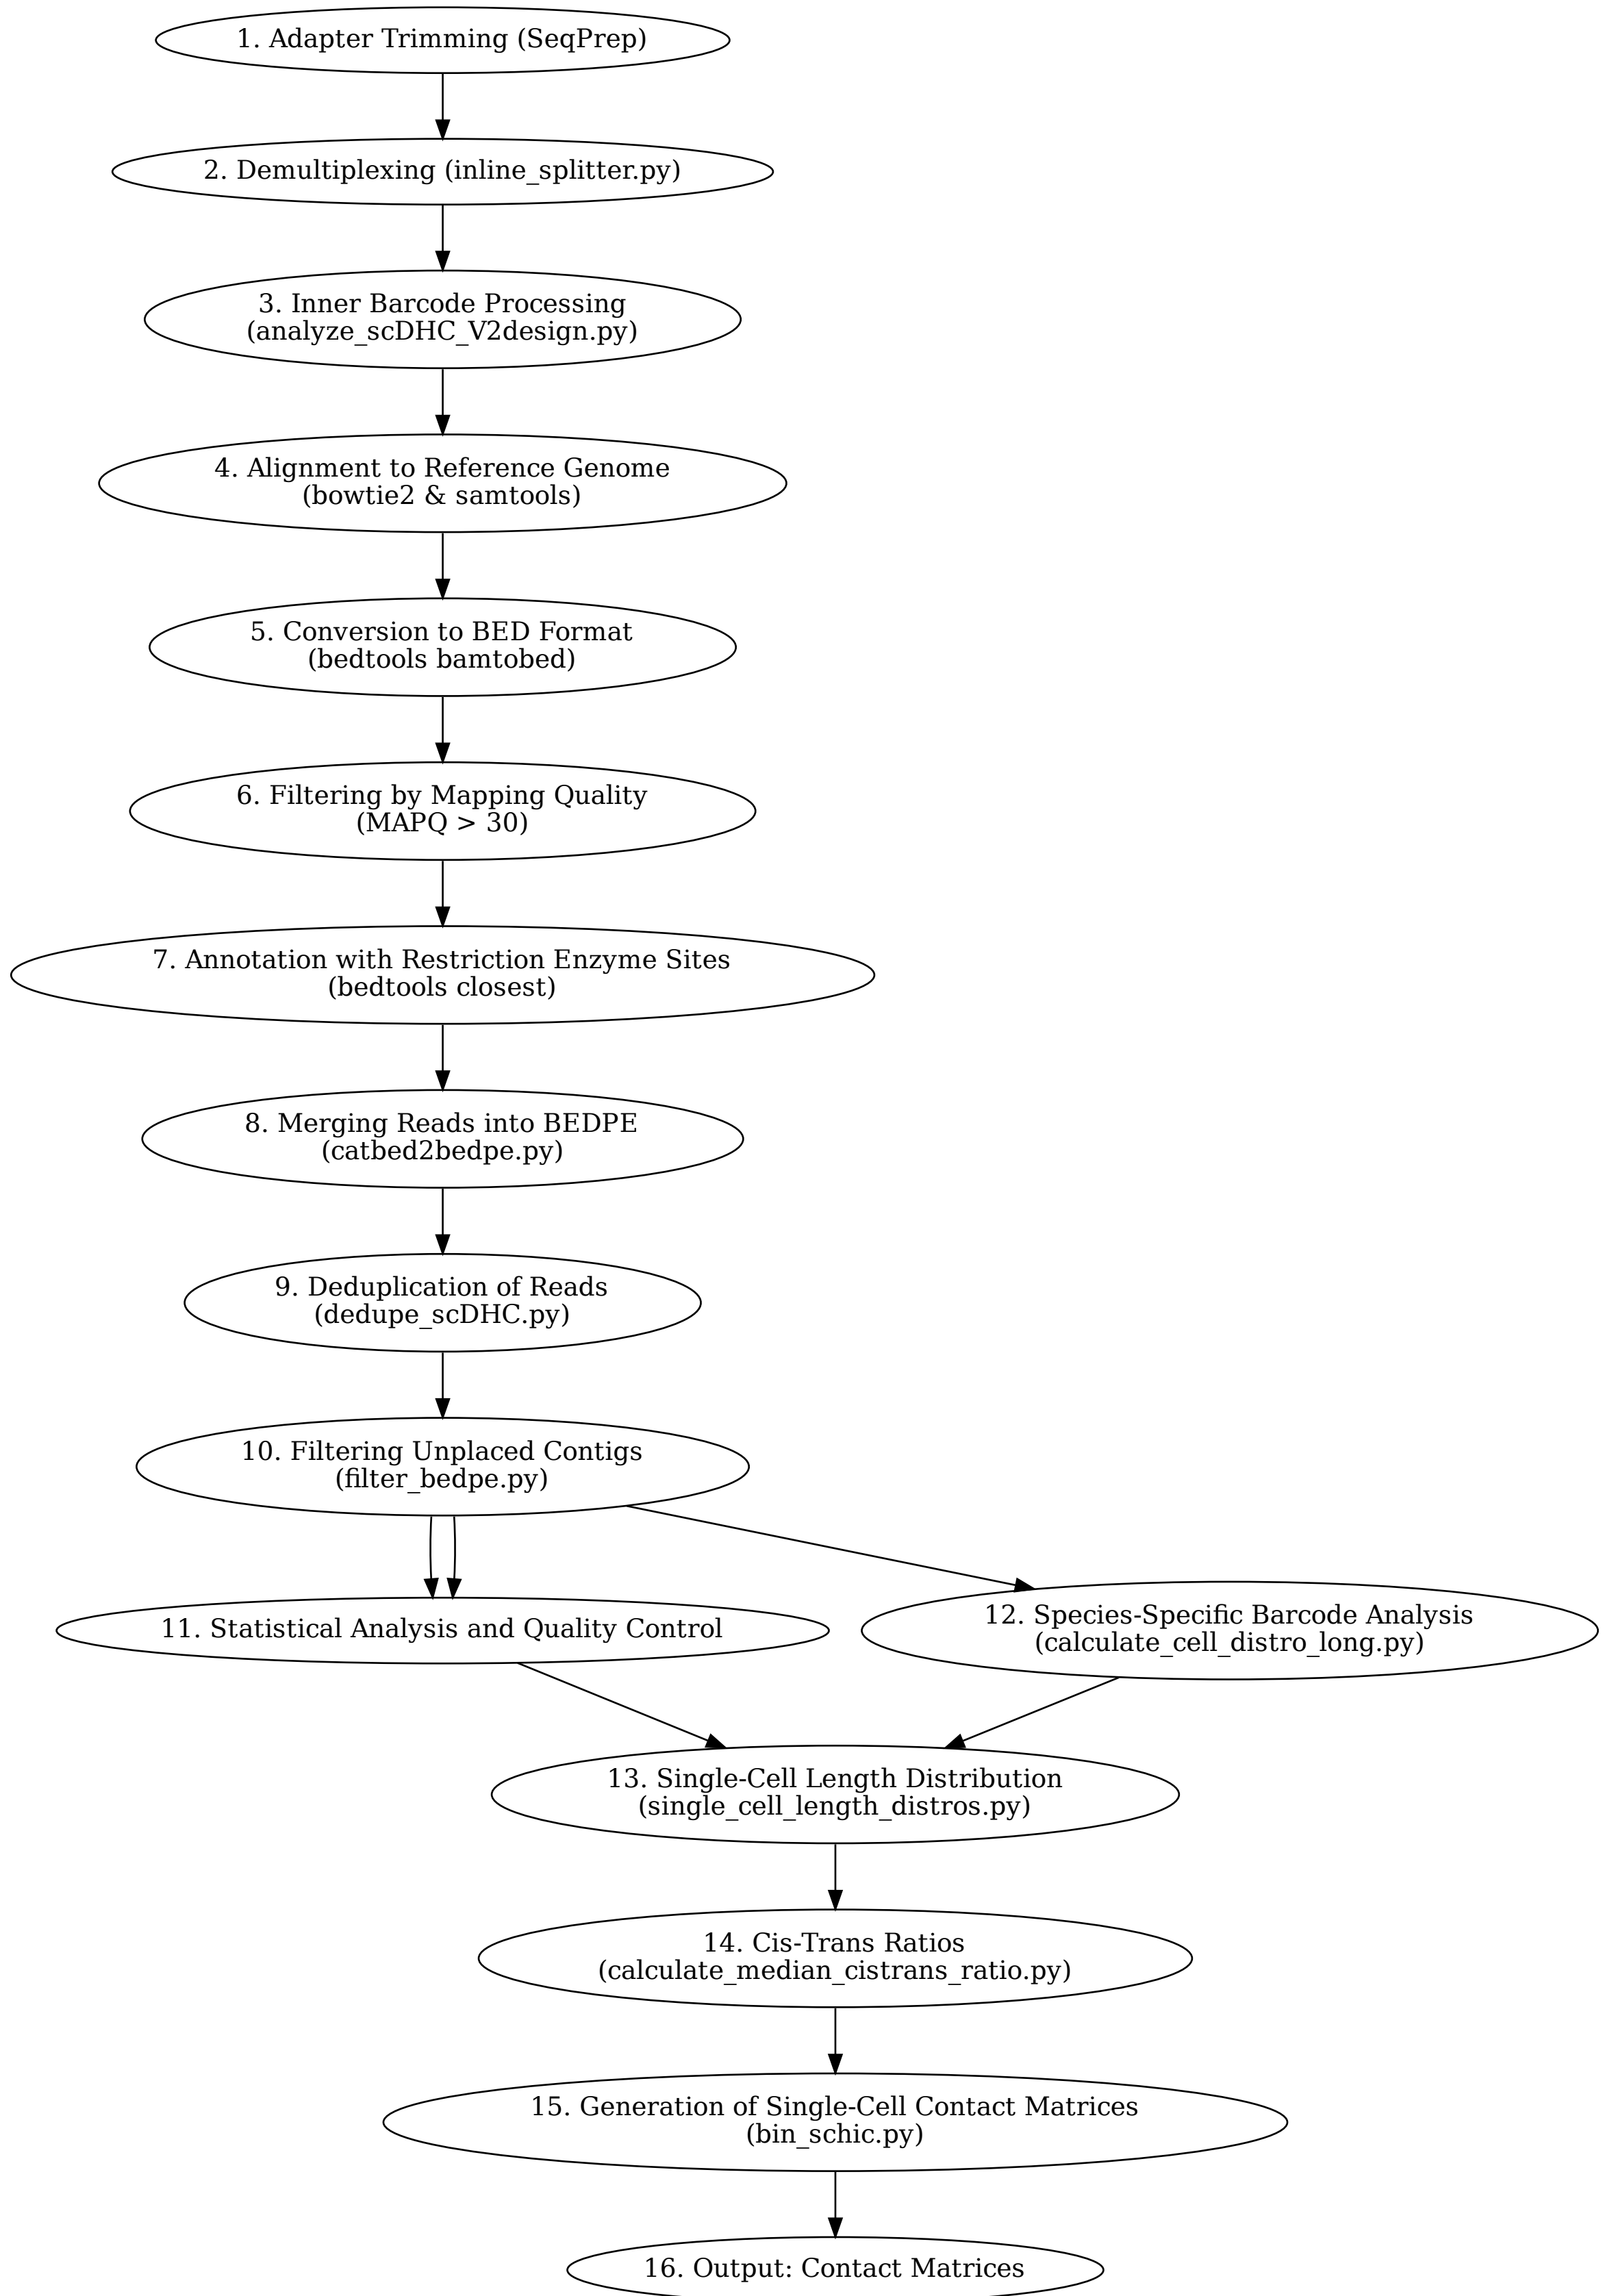 1. Adapter Trimming (SeqPrep)
2. Demultiplexing (inline_splitter.py)
3. Inner Barcode Processing
(analyze_scDHC_V2design.py)
4. Alignment to Reference Genome
(bowtie2 & samtools)
5. Conversion to BED Format
(bedtools bamtobed)
6. Filtering by Mapping Quality
(MAPQ > 30)
7. Annotation with Restriction Enzyme Sites
(bedtools closest)
8. Merging Reads into BEDPE
(catbed2bedpe.py)
9. Deduplication of Reads
(dedupe_scDHC.py)
10. Filtering Unplaced Contigs
(filter_bedpe.py)
11. Statistical Analysis and Quality Control
12. Species-Specific Barcode Analysis
(calculate_cell_distro_long.py)
13. Single-Cell Length Distribution
(single_cell_length_distros.py)
14. Cis-Trans Ratios
(calculate_median_cistrans_ratio.py)
15. Generation of Single-Cell Contact Matrices
(bin_schic.py)
16. Output: Contact Matrices